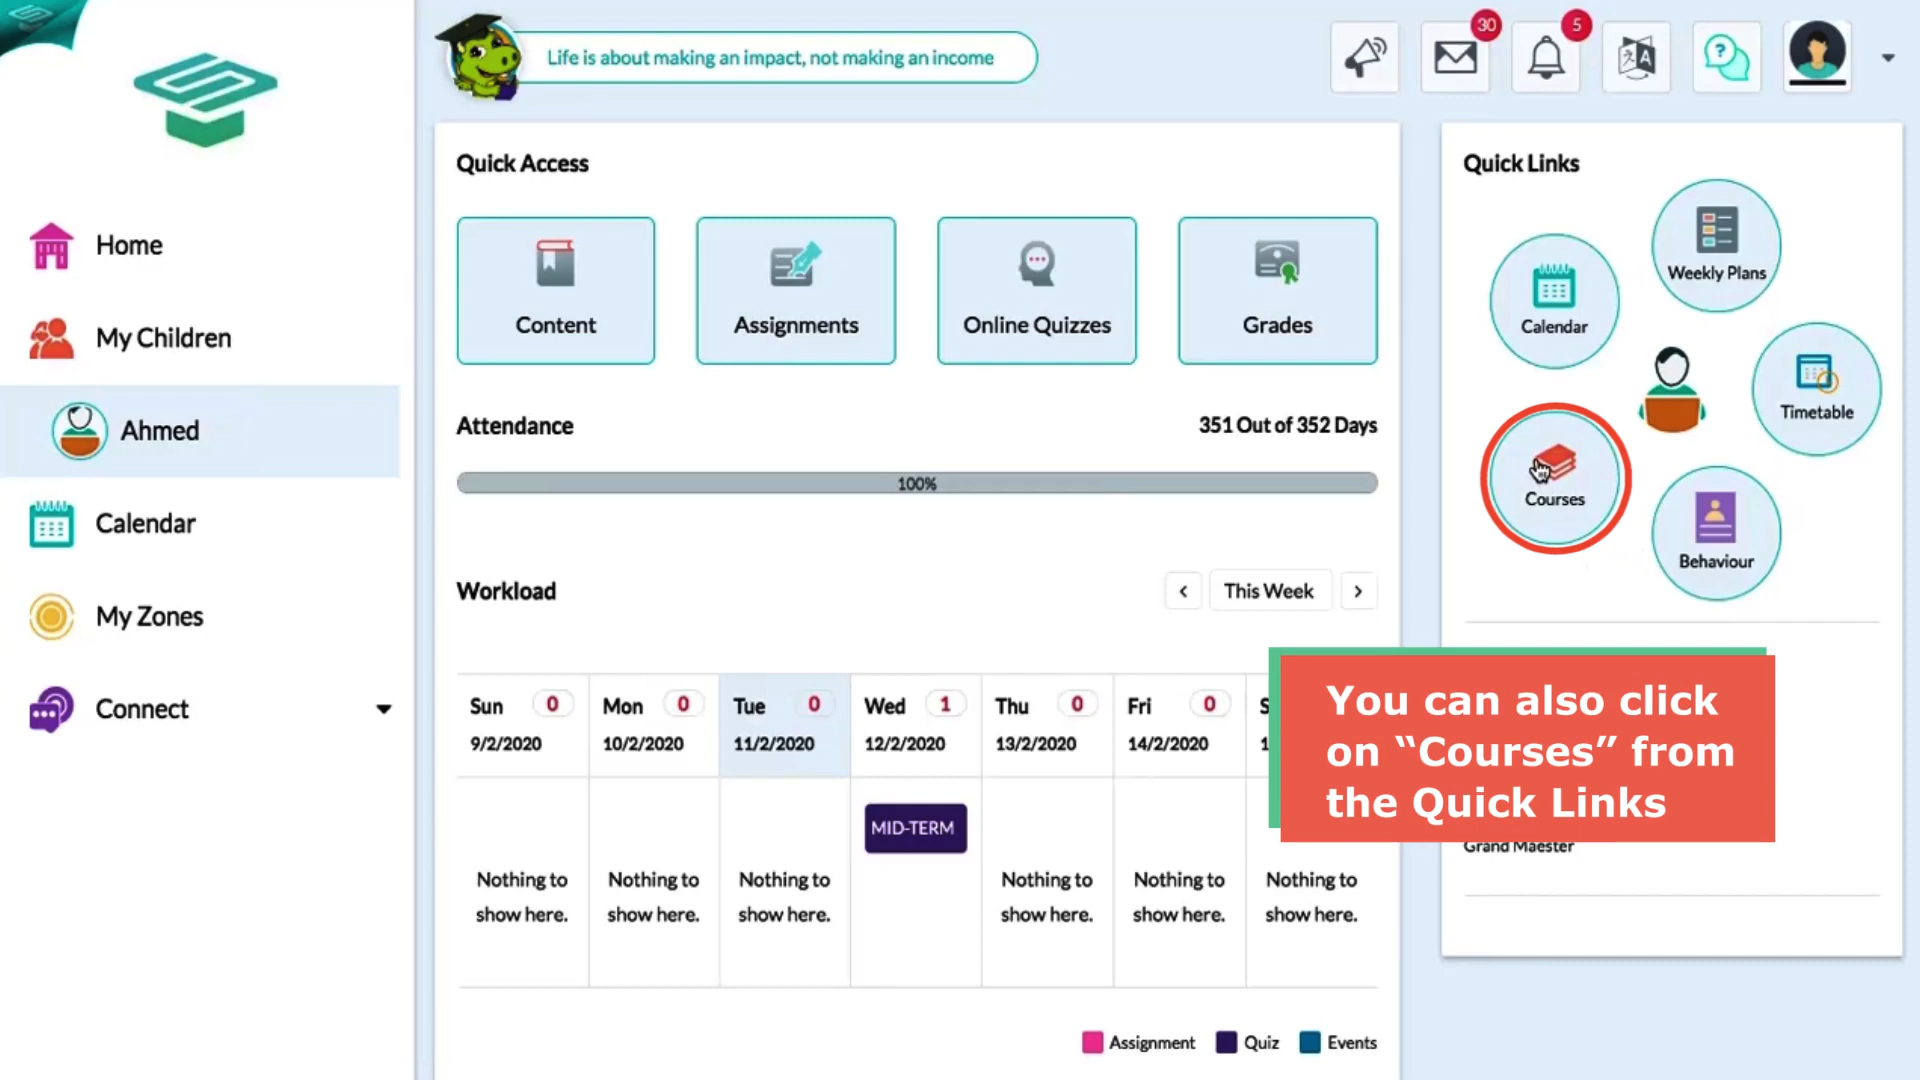 Life is about making an impact, not making an income
30
5
Home
My Children
Ahmed
Calendar
My Zones
Connect
Quick Access
Content
Assignments
Online Quizzes
Grades
Attendance
351 Out of 352 Days
100%
Workload
This Week
Sun 0
9/2/2020
Mon 0
10/2/2020
Tue 0
11/2/2020
Wed 1
12/2/2020
Thu 0
13/2/2020
Fri 0
14/2/2020
Nothing to
show here.
Nothing to
show here.
Nothing to
show here.
MID-TERM
Nothing to
show here.
Nothing to
show here.
Nothing to
show here.
Assignment
Quiz
Events
Quick Links
Weekly Plans
Calendar
Timetable
Courses
Behaviour
You can also click
on “Courses” from
the Quick Links
Grand Maester